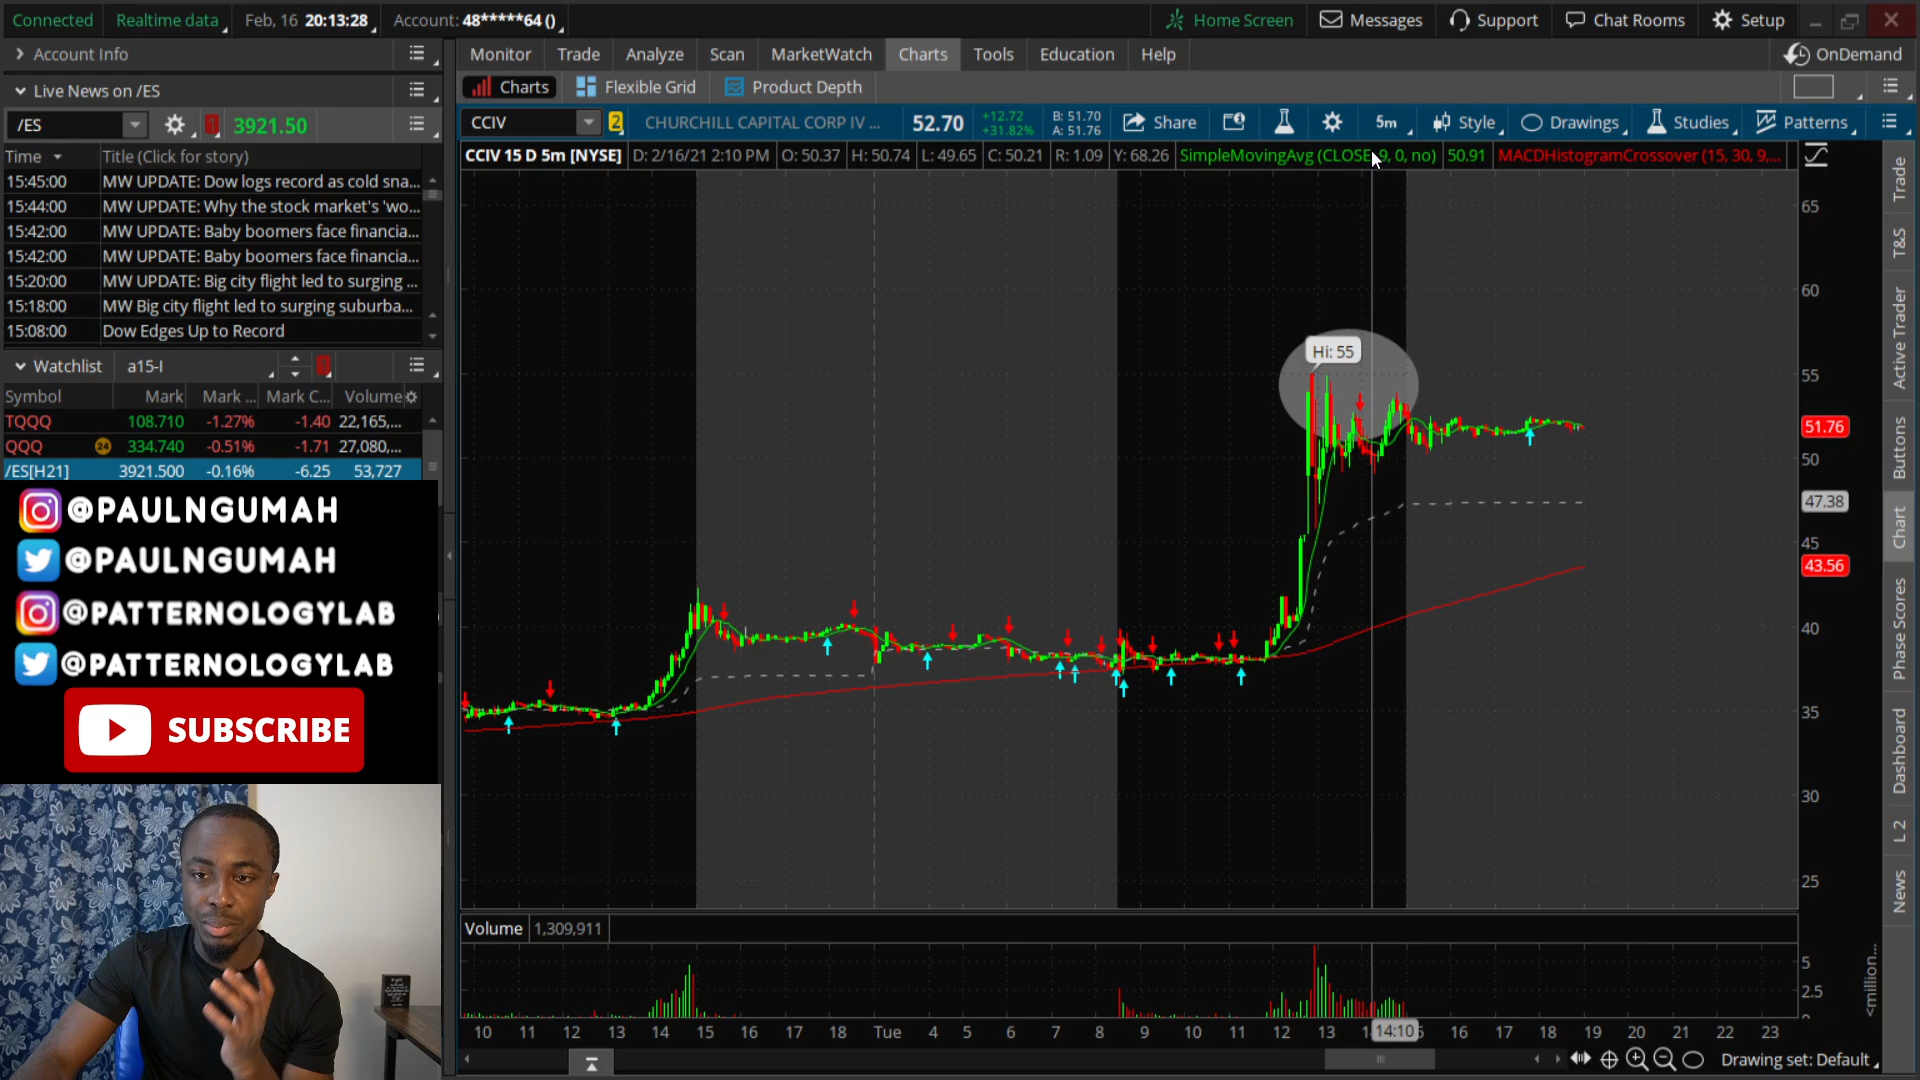 Connected Realtime data Feb, 16 20:13:28 Account: 48*****64 () Home Screen Messages Support Chat Rooms Setup
Account Info
Monitor Trade Analyze Scan MarketWatch Charts Tools Education Help OnDemand
Live News on /ES
Charts Flexible Grid Product Depth
/ES 3921.50
CCIV 2 CHURCHILL CAPITAL CORP IV ... 52.70 +12.72 +31.82% B: 51.70 A: 51.76 Share 5m Style Drawings Studies Patterns
CCIV 15 D 5m [NYSE] D: 2/16/21 2:10 PM O: 50.37 H: 50.74 L: 49.65 C: 50.21 R: 1.09 Y: 68.26 SimpleMovingAvg (CLOSE, 9, 0, no) 50.91 MACDHistogramCrossover (15, 30, 9,...
Time Title (Click for story)
15:45:00 MW UPDATE: Dow logs record as cold sna...
15:44:00 MW UPDATE: Why the stock market's 'wo...
15:42:00 MW UPDATE: Baby boomers face financia...
15:42:00 MW UPDATE: Baby boomers face financia...
15:20:00 MW UPDATE: Big city flight led to surging ...
15:18:00 MW Big city flight led to surging suburba...
15:08:00 Dow Edges Up to Record
Watchlist a15-I
Symbol Mark Mark ... Mark C... Volume
TQQQ 108.710 -1.27% -1.40 22,165,...
QQQ 24 334.740 -0.51% -1.71 27,080,...
/ES[H21] 3921.500 -0.16% -6.25 53,727
@PAULNGUMAH
@PAULNGUMAH
@PATTERNOLOGYLAB
@PATTERNOLOGYLAB
SUBSCRIBE
Hi: 55
65
60
55
51.76
50
47.38
45
43.56
40
35
30
25
Volume 1,309,911
5
2.5
0
<million...
10 11 12 13 14 15 16 17 18 Tue 4 5 6 7 8 9 10 11 12 13 14:10 16 17 18 19 20 21 22 23
Drawing set: Default
Trade
T&S
Active Trader
Buttons
Chart
Phase Scores
Dashboard
L 2
News